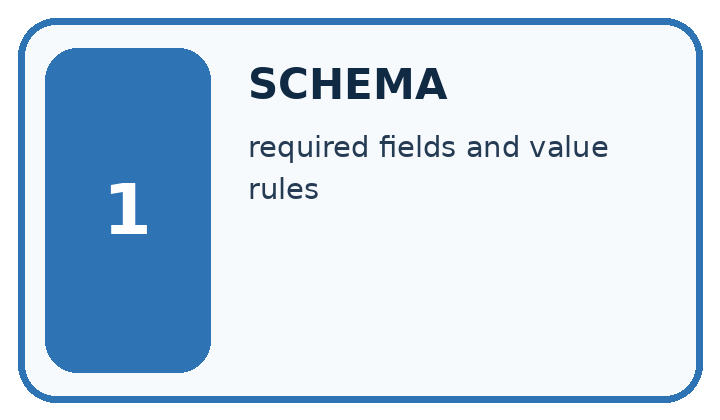 1
SCHEMA
required fields and value
rules